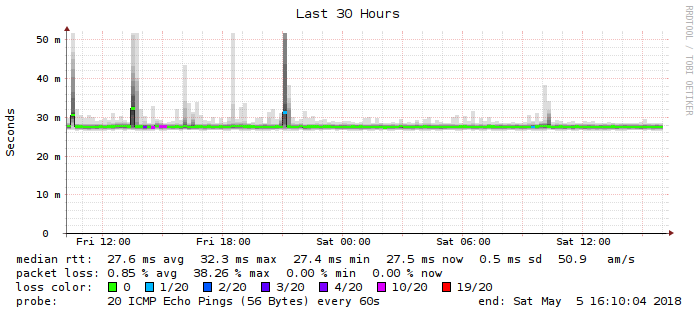 Last 30 Hours
RRDTOOL / TOBI OETIKER
Seconds
50 m
40 m
30 m
20 m
10 m
0
Fri 12:00 Fri 18:00 Sat 00:00 Sat 06:00 Sat 12:00
median rtt: 27.6 ms avg 32.3 ms max 27.4 ms min 27.5 ms now 0.5 ms sd 50.9 am/s
packet loss: 0.85 % avg 38.26 % max 0.00 % min 0.00 % now
loss color: 0 1/20 2/20 3/20 4/20 10/20 19/20
probe: 20 ICMP Echo Pings (56 Bytes) every 60s end: Sat May 5 16:10:04 2018